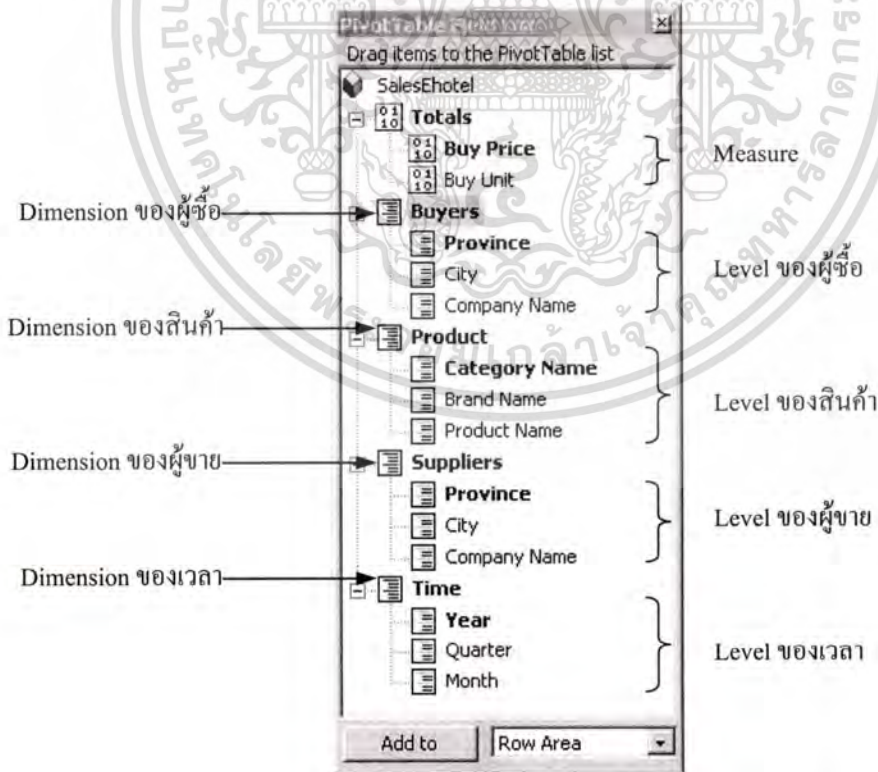 PivotTable Field List
Drag items to the PivotTable list
SalesEhotel
Totals
Buy Price
Buy Unit
Measure
Dimension ของผู้ซื้อ
Buyers
Province
City
Company Name
Level ของผู้ซื้อ
Dimension ของสินค้า
Product
Category Name
Brand Name
Product Name
Level ของสินค้า
Dimension ของผู้ขาย
Suppliers
Province
City
Company Name
Level ของผู้ขาย
Dimension ของเวลา
Time
Year
Quarter
Month
Level ของเวลา
Add to
Row Area